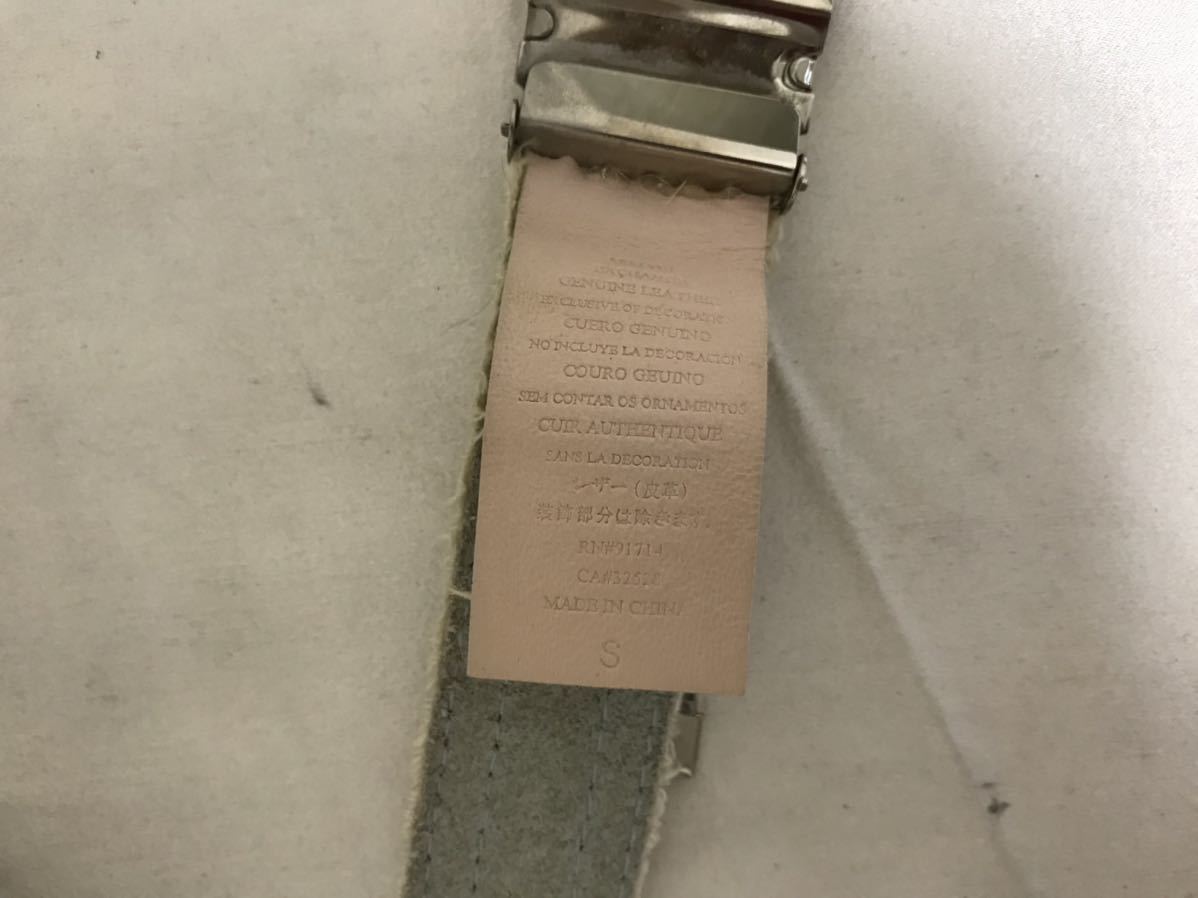 GENUINE LEATHER
EXCLUSIVE OF DECORATION
CUERO GENUINO
NO INCLUYE LA DECORACION
COURO GEUINO
SEM CONTAR OS ORNAMENTOS
CUIR AUTHENTIQUE
SANS LA DECORATION
レザー (皮革)
装飾部分は除きます
RN#91714
MADE IN CHINA
S